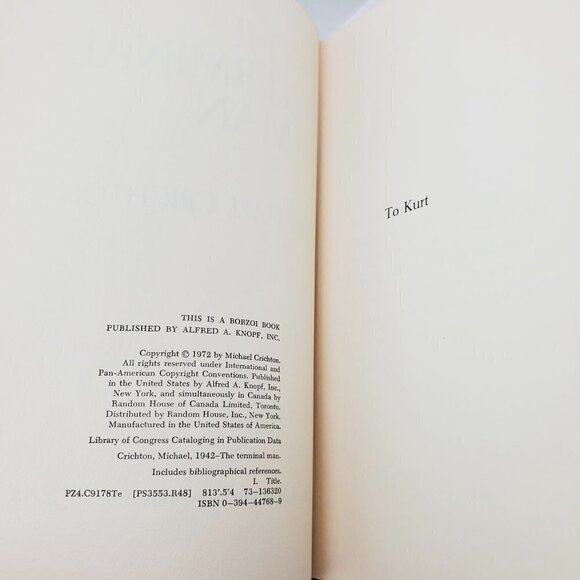 THIS IS A BORZOI BOOK
PUBLISHED BY ALFRED A. KNOPF, INC.
Copyright © 1972 by Michael Crichton.
All rights reserved under International and
Pan-American Copyright Conventions. Published
in the United States by Alfred A. Knopf, Inc.,
New York, and simultaneously in Canada by
Random House of Canada Limited, Toronto.
Distributed by Random House, Inc., New York.
Manufactured in the United States of America.
Library of Congress Cataloging in Publication Data
Crichton, Michael, 1942–The terminal man.
Includes bibliographical references.
I. Title.
PZ4.C9178Te [PS3553.R48] 813'.5'4 73-136320
ISBN 0-394-44768-9
To Kurt